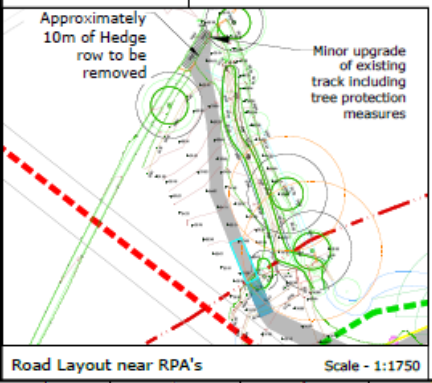 Approximately
10m of Hedge
row to be
removed
Minor upgrade
of existing
track including
tree protection
measures
Road Layout near RPA's
Scale - 1:1750